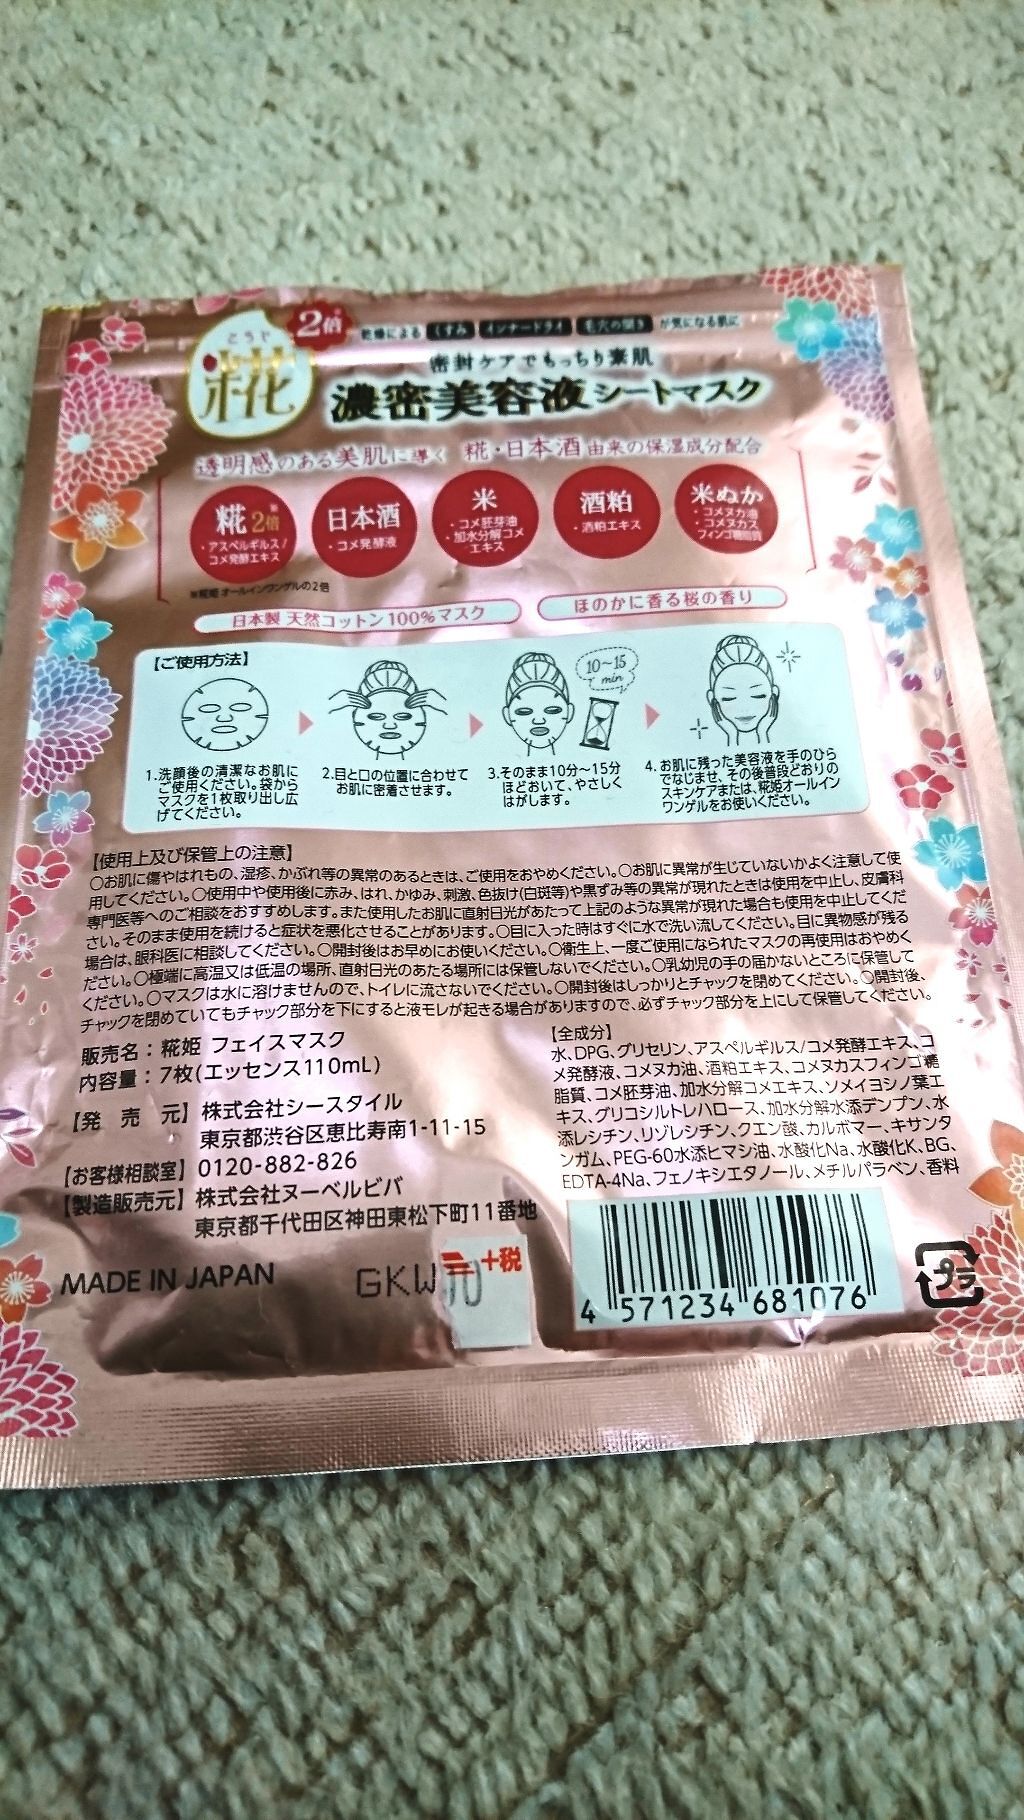 こうじ
糀
2倍
乾燥による くすみ インナードライ 毛穴の開き が気になる肌に
密封ケアでもっちり素肌
濃密美容液シートマスク
透明感のある美肌に導く 糀・日本酒由来の保湿成分配合
糀※2倍
・アスペルギルス/
コメ発酵エキス
日本酒
・コメ発酵液
米
・コメ胚芽油
・加水分解コメ
エキス
酒粕
・酒粕エキス
米ぬか
・コメヌカ油
・コメヌカス
フィンゴ糖脂質
※糀姫 オールインワンゲルの2倍
日本製 天然コットン100%マスク
ほのかに香る桜の香り
【ご使用方法】
10~15
min
1.洗顔後の清潔なお肌に
ご使用ください。袋から
マスクを1枚取り出し広
げてください。
2.目と口の位置に合わせて
お肌に密着させます。
3.そのまま10分~15分
ほどおいて、やさしく
はがします。
4.お肌に残った美容液を手のひら
でなじませ、その後普段どおりの
スキンケアまたは、糀姫オールイン
ワンゲルをお使いください。
【使用上及び保管上の注意】
○お肌に傷やはれもの、湿疹、かぶれ等の異常のあるときは、ご使用をおやめください。○お肌に異常が生じていないかよく注意して使
用してください。○使用中や使用後に赤み、はれ、かゆみ、刺激、色抜け(白斑等)や黒ずみ等の異常が現れたときは使用を中止し、皮膚科
専門医等へのご相談をおすすめします。また使用したお肌に直射日光があたって上記のような異常が現れた場合も使用を中止してくだ
さい。そのまま使用を続けると症状を悪化させることがあります。○目に入った時はすぐに水で洗い流してください。目に異物感が残る
場合は、眼科医に相談してください。○開封後はお早めにお使いください。○衛生上、一度ご使用になられたマスクの再使用はおやめく
ださい。○極端に高温又は低温の場所、直射日光のあたる場所には保管しないでください。○乳幼児の手の届かないところに保管して
ください。○マスクは水に溶けませんので、トイレに流さないでください。○開封後はしっかりとチャックを閉めてください。○開封後、
チャックを閉めていてもチャック部分を下にすると液モレが起きる場合がありますので、必ずチャック部分を上にして保管してください。
販売名:糀姫 フェイスマスク
内容量:7枚(エッセンス110mL)
【発 売 元】株式会社シースタイル
東京都渋谷区恵比寿南1-11-15
【お客様相談室】0120-882-826
【製造販売元】株式会社ヌーベルビバ
東京都千代田区神田東松下町11番地
MADE IN JAPAN
GKW
+税
【全成分】
水、DPG、グリセリン、アスペルギルス/コメ発酵エキス、コ
メ発酵液、コメヌカ油、酒粕エキス、コメヌカスフィンゴ糖
脂質、コメ胚芽油、加水分解コメエキス、ソメイヨシノ葉エ
キス、グリコシルトレハロース、加水分解水添デンプン、水
添レシチン、リゾレシチン、クエン酸、カルボマー、キサンタ
ンガム、PEG-60水添ヒマシ油、水酸化Na、水酸化K、BG、
EDTA-4Na、フェノキシエタノール、メチルパラベン、香料
4 571234 681076
プラ